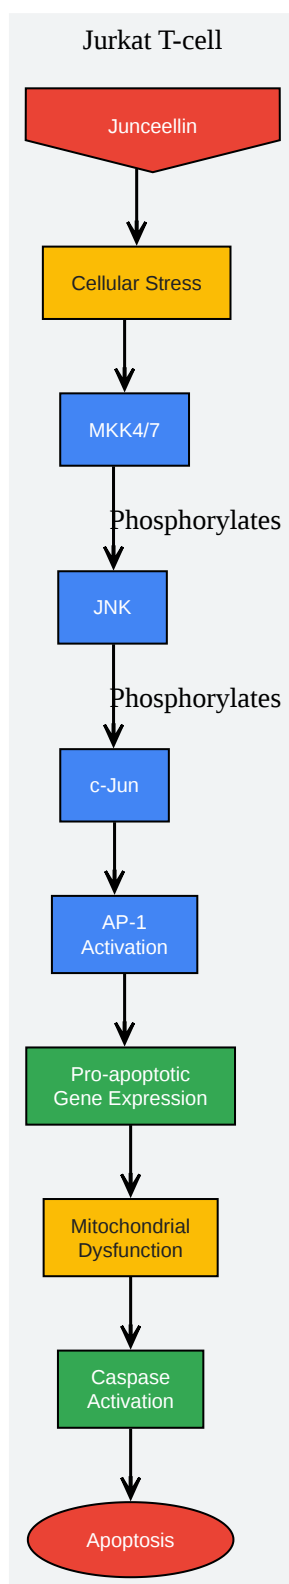 Jurkat T-cell
Junceellin
Cellular Stress
MKK4/7
Phosphorylates
JNK
Phosphorylates
c-Jun
AP-1
Activation
Pro-apoptotic
Gene Expression
Mitochondrial
Dysfunction
Caspase
Activation
Apoptosis